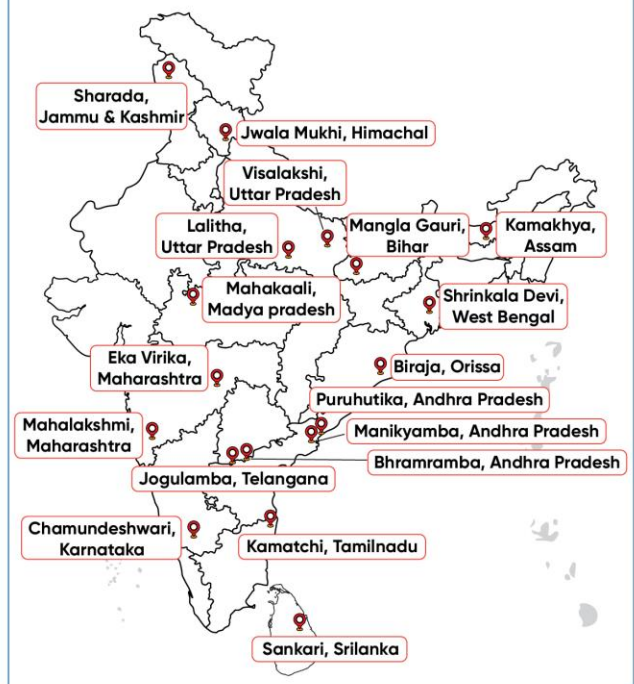 Sharada,
Jammu & Kashmir
Jwala Mukhi, Himachal
Visalakshi,
Uttar Pradesh
Lalitha,
Uttar Pradesh
Mangla Gauri,
Bihar
Kamakhya,
Assam
Mahakaali,
Madya pradesh
Shrinkala Devi,
West Bengal
Eka Virika,
Maharashtra
Biraja, Orissa
Puruhutika, Andhra Pradesh
Mahalakshmi,
Maharashtra
Manikyamba, Andhra Pradesh
Bhramramba, Andhra Pradesh
Jogulamba, Telangana
Chamundeshwari,
Karnataka
Kamatchi, Tamilnadu
Sankari, Srilanka